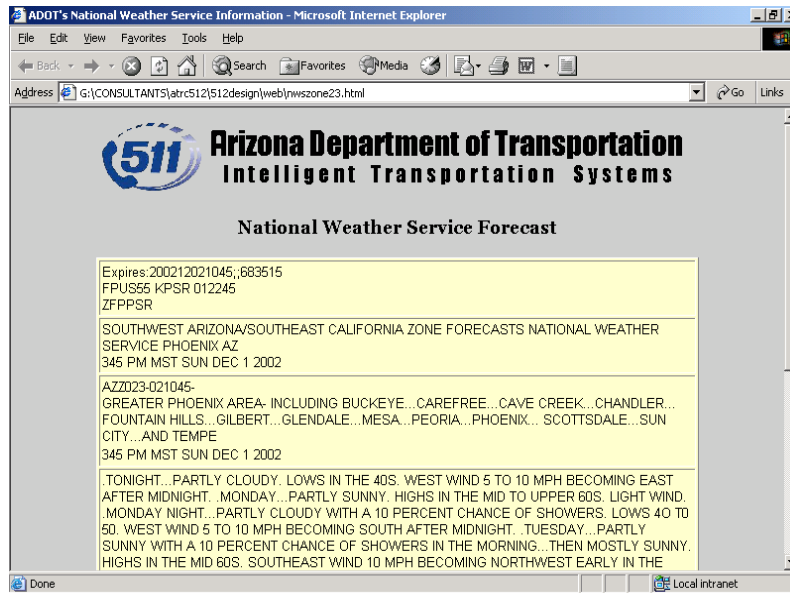 ADOT's National Weather Service Information - Microsoft Internet Explorer
File Edit View Favorites Tools Help
Back Search Favorites Media
Address G:\CONSULTANTS\atrc512\512design\web\nwszone23.html Go Links
511 Arizona Department of Transportation
Intelligent Transportation Systems
National Weather Service Forecast
Expires:200212021045;;683515
FPUS55 KPSR 012245
ZFPPSR
SOUTHWEST ARIZONA/SOUTHEAST CALIFORNIA ZONE FORECASTS NATIONAL WEATHER
SERVICE PHOENIX AZ
345 PM MST SUN DEC 1 2002
AZZ023-021045-
GREATER PHOENIX AREA- INCLUDING BUCKEYE...CAREFREE...CAVE CREEK...CHANDLER...
FOUNTAIN HILLS...GILBERT...GLENDALE...MESA...PEORIA...PHOENIX... SCOTTSDALE...SUN
CITY...AND TEMPE
345 PM MST SUN DEC 1 2002
.TONIGHT...PARTLY CLOUDY. LOWS IN THE 40S. WEST WIND 5 TO 10 MPH BECOMING EAST
AFTER MIDNIGHT. .MONDAY...PARTLY SUNNY. HIGHS IN THE MID TO UPPER 60S. LIGHT WIND.
.MONDAY NIGHT...PARTLY CLOUDY WITH A 10 PERCENT CHANCE OF SHOWERS. LOWS 40 TO
50. WEST WIND 5 TO 10 MPH BECOMING SOUTH AFTER MIDNIGHT. .TUESDAY...PARTLY
SUNNY WITH A 10 PERCENT CHANCE OF SHOWERS IN THE MORNING...THEN MOSTLY SUNNY.
HIGHS IN THE MID 60S. SOUTHEAST WIND 10 MPH BECOMING NORTHWEST EARLY IN THE
Done Local intranet